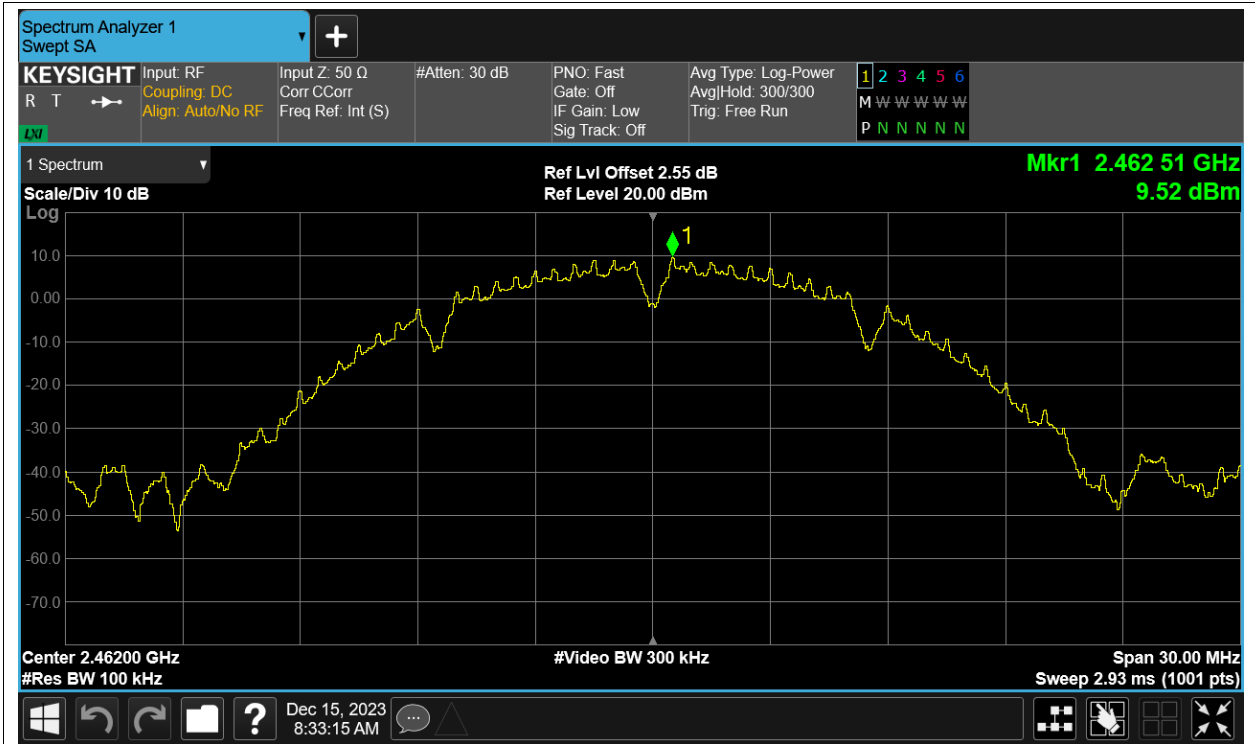 Spectrum Analyzer 1
Swept SA
KEYSIGHT
R T
LXI
Input: RF
Coupling: DC
Align: Auto/No RF
Input Z: 50 Ω
Corr CCorr
Freq Ref: Int (S)
#Atten: 30 dB
PNO: Fast
Gate: Off
IF Gain: Low
Sig Track: Off
Avg Type: Log-Power
Avg|Hold: 300/300
Trig: Free Run
1 2 3 4 5 6
M W W W W W
P N N N N N
1 Spectrum
Scale/Div 10 dB
Log
Ref Lvl Offset 2.55 dB
Ref Level 20.00 dBm
Mkr1 2.462 51 GHz
9.52 dBm
1
10.0
0.00
-10.0
-20.0
-30.0
-40.0
-50.0
-60.0
-70.0
Center 2.46200 GHz
#Res BW 100 kHz
#Video BW 300 kHz
Span 30.00 MHz
Sweep 2.93 ms (1001 pts)
?
Dec 15, 2023
8:33:15 AM